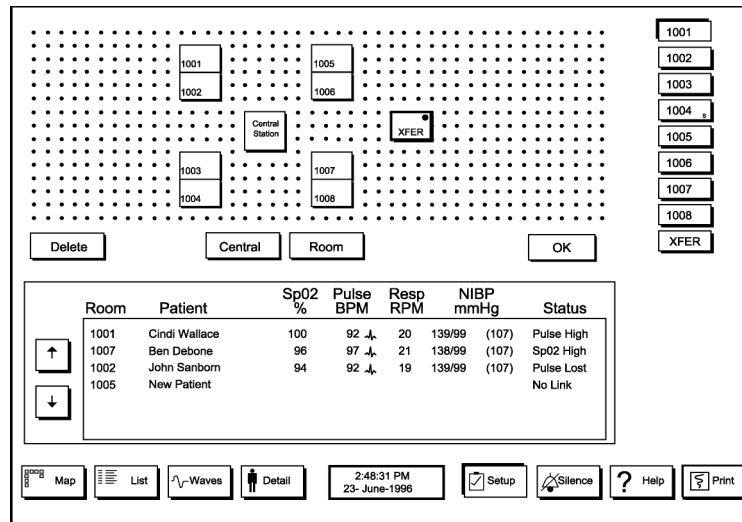 1001 1005
1002 1006
Central
Station
XFER
1003 1007
1004 1008
Delete Central Room OK
1001
1002
1003
1004 s
1005
1006
1007
1008
XFER
Sp02 Pulse Resp NIBP
Room Patient % BPM RPM mmHg Status
1001 Cindi Wallace 100 92 20 139/99 (107) Pulse High
1007 Ben Debone 96 97 21 138/99 (107) Sp02 High
1002 John Sanborn 94 92 19 139/99 (107) Pulse Lost
1005 New Patient No Link
Map List Waves Detail 2:48:31 PM Setup Silence ? Help Print
23- June-1996